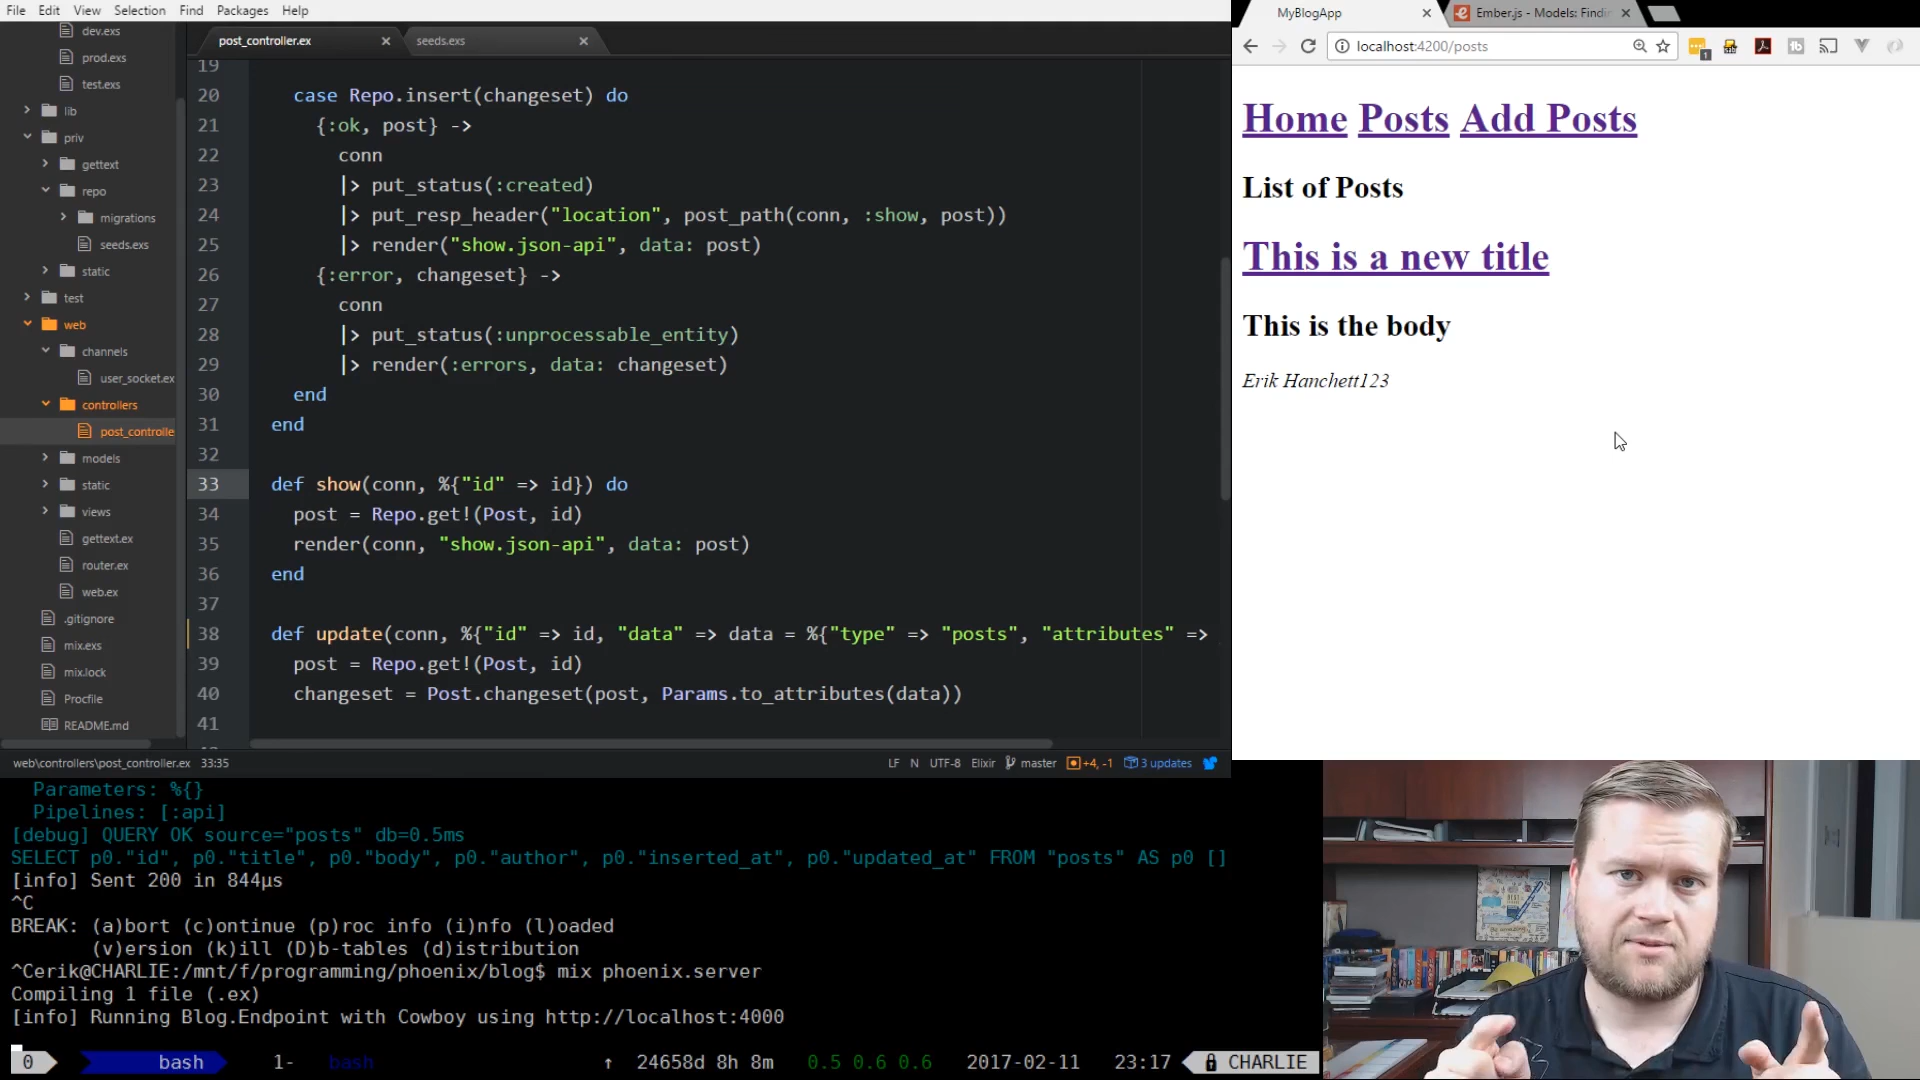 File Edit View Selection Find Packages Help
dev.exs
prod.exs
test.exs
lib
priv
gettext
repo
migrations
seeds.exs
static
test
web
channels
user_socket.ex
controllers
post_controlle
models
static
views
gettext.ex
router.ex
web.ex
.gitignore
mix.exs
mix.lock
Procfile
README.md
post_controller.ex
seeds.exs
19
20 case Repo.insert(changeset) do
21 {:ok, post} ->
22 conn
23 |> put_status(:created)
24 |> put_resp_header("location", post_path(conn, :show, post))
25 |> render("show.json-api", data: post)
26 {:error, changeset} ->
27 conn
28 |> put_status(:unprocessable_entity)
29 |> render(:errors, data: changeset)
30 end
31 end
32
33 def show(conn, %{"id" => id}) do
34 post = Repo.get!(Post, id)
35 render(conn, "show.json-api", data: post)
36 end
37
38 def update(conn, %{"id" => id, "data" => data = %{"type" => "posts", "attributes" =>
39 post = Repo.get!(Post, id)
40 changeset = Post.changeset(post, Params.to_attributes(data))
41
web\controllers\post_controller.ex 33:35 LF N UTF-8 Elixir master +4, -1 3 updates
Parameters: %{}
Pipelines: [:api]
[debug] QUERY OK source="posts" db=0.5ms
SELECT p0."id", p0."title", p0."body", p0."author", p0."inserted_at", p0."updated_at" FROM "posts" AS p0 []
[info] Sent 200 in 844µs
^C
BREAK: (a)bort (c)ontinue (p)roc info (i)nfo (l)oaded
(v)ersion (k)ill (D)b-tables (d)istribution
^Cerik@CHARLIE:/mnt/f/programming/phoenix/blog$ mix phoenix.server
Compiling 1 file (.ex)
[info] Running Blog.Endpoint with Cowboy using http://localhost:4000
0 bash 1- bash ↑ 24658d 8h 8m 0.5 0.6 0.6 2017-02-11 23:17 CHARLIE
MyBlogApp
Ember.js - Models: Findin
localhost:4200/posts
Home Posts Add Posts
List of Posts
This is a new title
This is the body
Erik Hanchett123